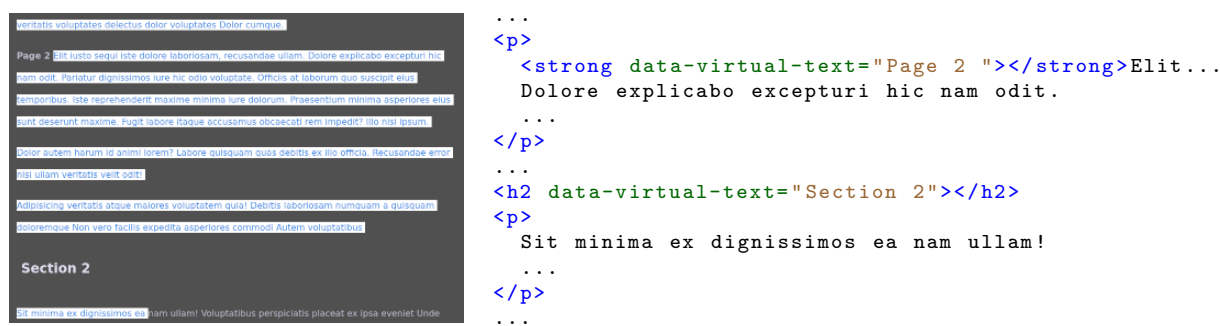 veritatis voluptates delectus dolor voluptates Dolor cumque.
Page 2 Elit iusto sequi iste dolore laboriosam, recusandae ullam. Dolore explicabo excepturi hic
nam odit. Pariatur dignissimos iure hic odio voluptate. Officiis at laborum quo suscipit eius
temporibus. Iste reprehenderit maxime minima iure dolorum. Praesentium minima asperiores eius
sunt deserunt maxime. Fugit labore itaque accusamus obcaecati rem impedit? Illo nisi ipsum.
Dolor autem harum id animi lorem? Labore quisquam quas debitis ex illo officia. Recusandae error
nisi ullam veritatis velit odit!
Adipisicing veritatis atque maiores voluptatem quia! Debitis laboriosam numquam a quisquam
doloremque Non vero facilis expedita asperiores commodi Autem voluptatibus
Section 2
Sit minima ex dignissimos ea nam ullam! Voluptatibus perspiciatis placeat ex ipsa eveniet Unde
...
<p>
<strong data-virtual-text="Page 2 "></strong>Elit...
Dolore explicabo excepturi hic nam odit.
...
</p>
...
<h2 data-virtual-text="Section 2"></h2>
<p>
Sit minima ex dignissimos ea nam ullam!
...
</p>
...